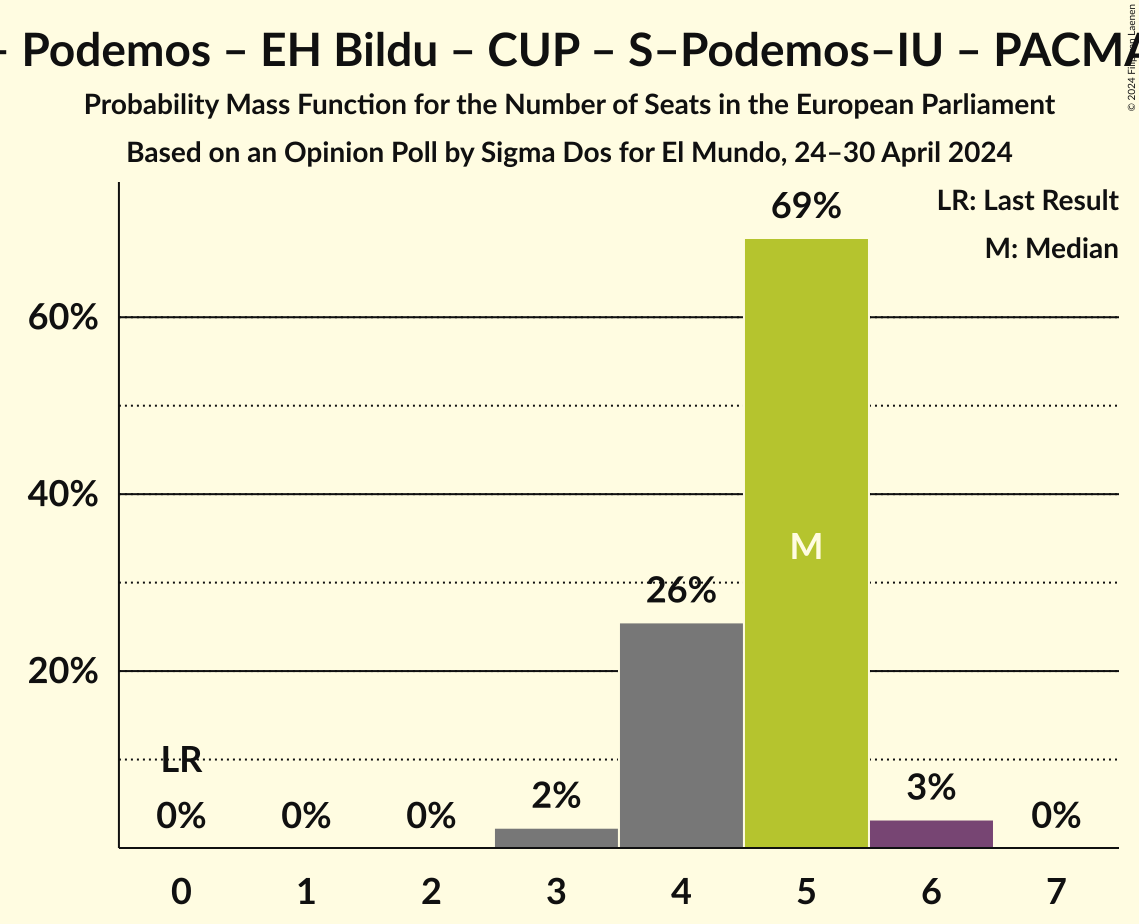 – Podemos – EH Bildu – CUP – S–Podemos–IU –
Probability Mass Function for the Number of Seats in the European Parliament
Based on an Opinion Poll by Sigma Dos for El Mundo, 24–30 April 2024
© 2024 Laenen
LR: Last Result
M: Median
69%
60%
40%
M
26%
20%
LR
0% 0% 0% 2% 3% 0%
0 1 2 3 4 5 6 7